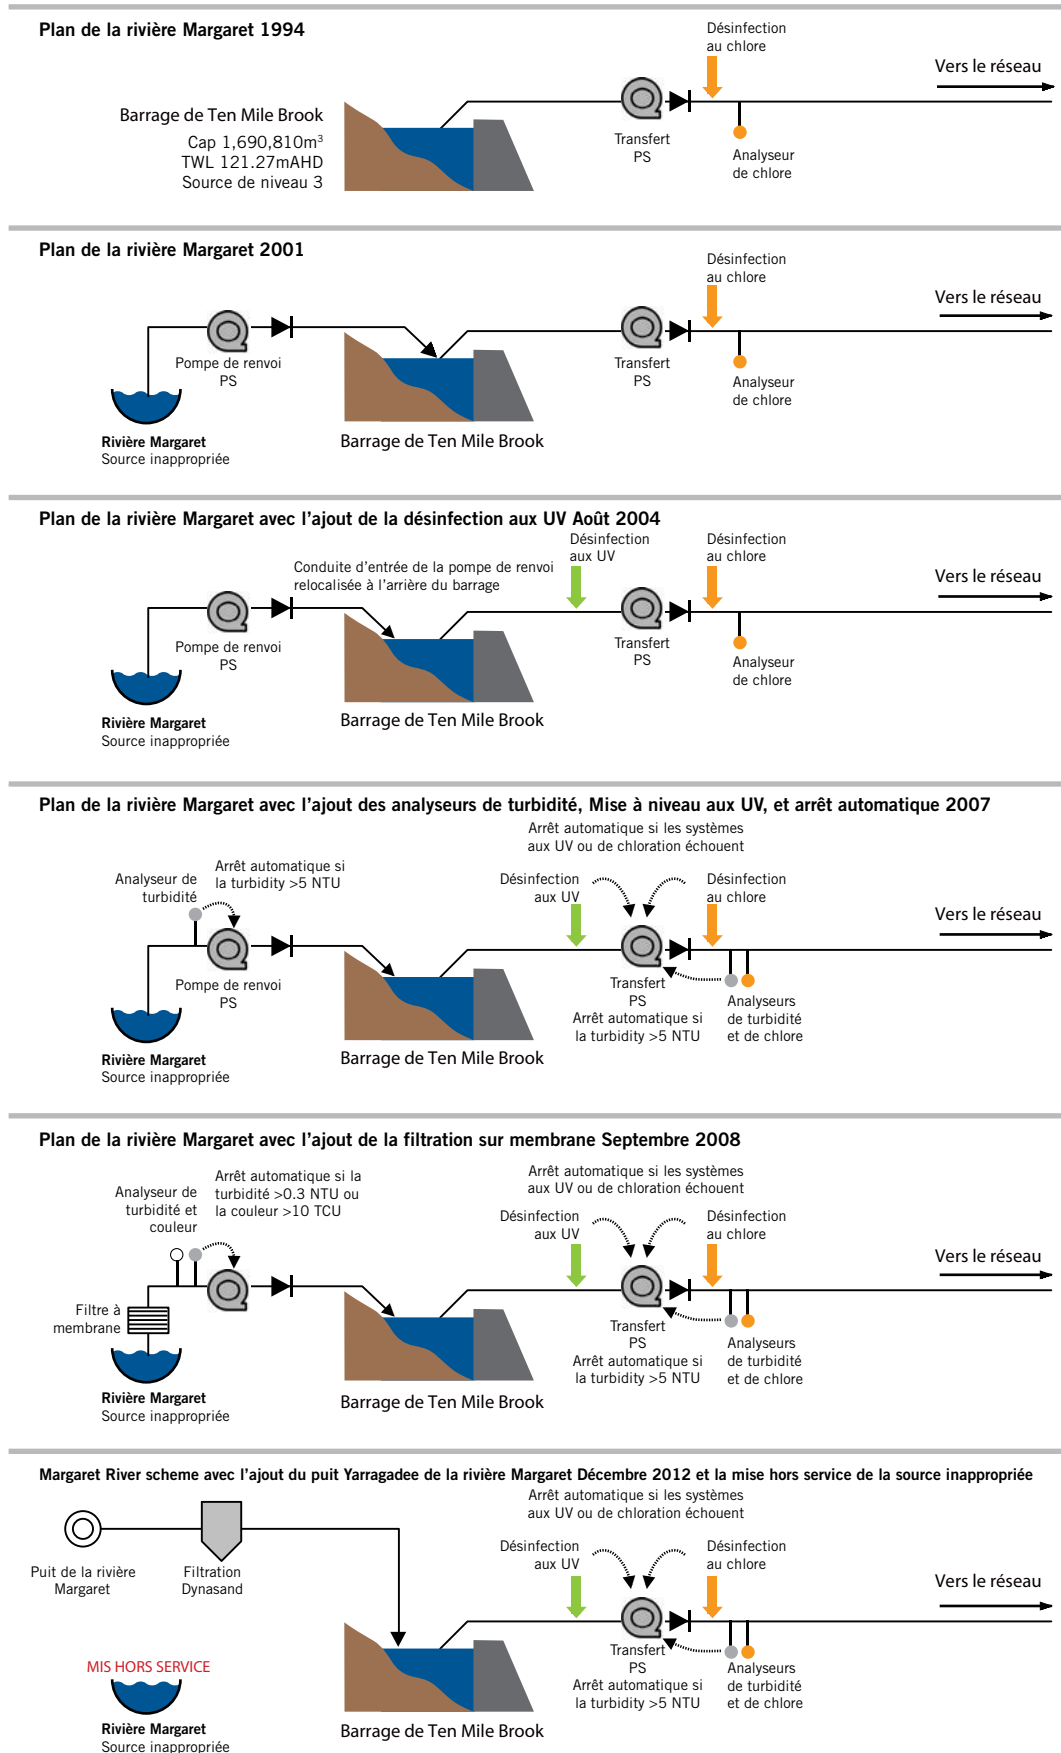 Plan de la rivière Margaret 1994
Désinfection
au chlore
Vers le réseau
Barrage de Ten Mile Brook
Cap 1,690,810m³
TWL 121.27mAHD
Source de niveau 3
Transfert
PS
Analyseur
de chlore
Plan de la rivière Margaret 2001
Désinfection
au chlore
Vers le réseau
Pompe de renvoi
PS
Transfert
PS
Analyseur
de chlore
Rivière Margaret
Source inappropriée
Barrage de Ten Mile Brook
Plan de la rivière Margaret avec l'ajout de la désinfection aux UV Août 2004
Désinfection
aux UV
Désinfection
au chlore
Conduite d'entrée de la pompe de renvoi
relocalisée à l'arrière du barrage
Vers le réseau
Pompe de renvoi
PS
Transfert
PS
Analyseur
de chlore
Rivière Margaret
Source inappropriée
Barrage de Ten Mile Brook
Plan de la rivière Margaret avec l'ajout des analyseurs de turbidité, Mise à niveau aux UV, et arrêt automatique 2007
Arrêt automatique si les systèmes
aux UV ou de chloration échouent
Analyseur de
turbidité
Arrêt automatique si
la turbidity >5 NTU
Désinfection
aux UV
Désinfection
au chlore
Vers le réseau
Pompe de renvoi
PS
Transfert
PS
Arrêt automatique si
la turbidity >5 NTU
Analyseurs
de turbidité
et de chlore
Rivière Margaret
Source inappropriée
Barrage de Ten Mile Brook
Plan de la rivière Margaret avec l'ajout de la filtration sur membrane Septembre 2008
Arrêt automatique si les systèmes
aux UV ou de chloration échouent
Analyseur de
turbidité et
couleur
Arrêt automatique si la
turbidité >0.3 NTU ou
la couleur >10 TCU
Désinfection
aux UV
Désinfection
au chlore
Vers le réseau
Filtre à
membrane
Transfert
PS
Arrêt automatique si
la turbidity >5 NTU
Analyseurs
de turbidité
et de chlore
Rivière Margaret
Source inappropriée
Barrage de Ten Mile Brook
Margaret River scheme avec l'ajout du puit Yarragadee de la rivière Margaret Décembre 2012 et la mise hors service de la source inappropriée
Arrêt automatique si les systèmes
aux UV ou de chloration échouent
Désinfection
aux UV
Désinfection
au chlore
Vers le réseau
Puit de la rivière
Margaret
Filtration
Dynasand
Transfert
PS
Arrêt automatique si
la turbidity >5 NTU
Analyseurs
de turbidité
et de chlore
MIS HORS SERVICE
Rivière Margaret
Source inappropriée
Barrage de Ten Mile Brook